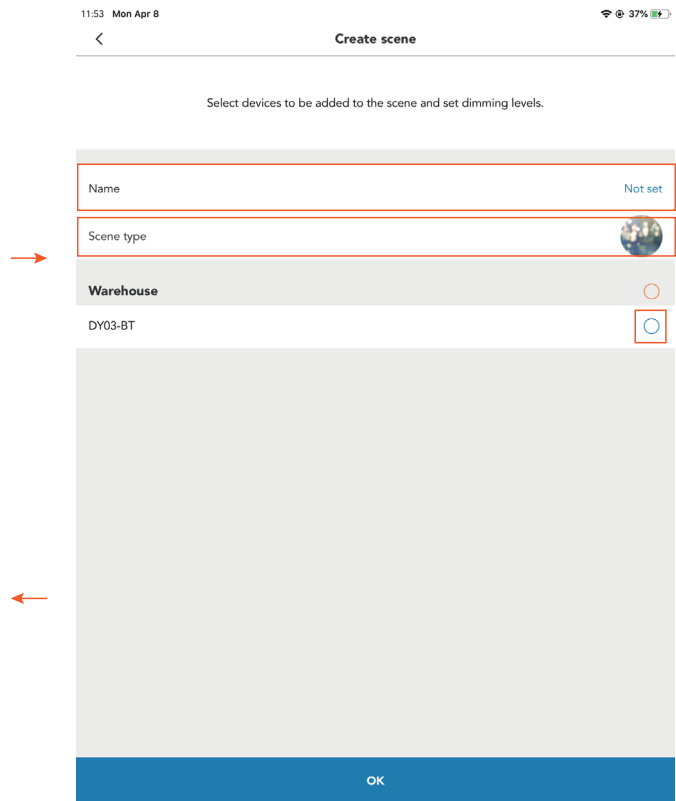 11:53 Mon Apr 8 37%
Create scene
Select devices to be added to the scene and set dimming levels.
Name Not set
Scene type
Warehouse
DY03-BT
OK